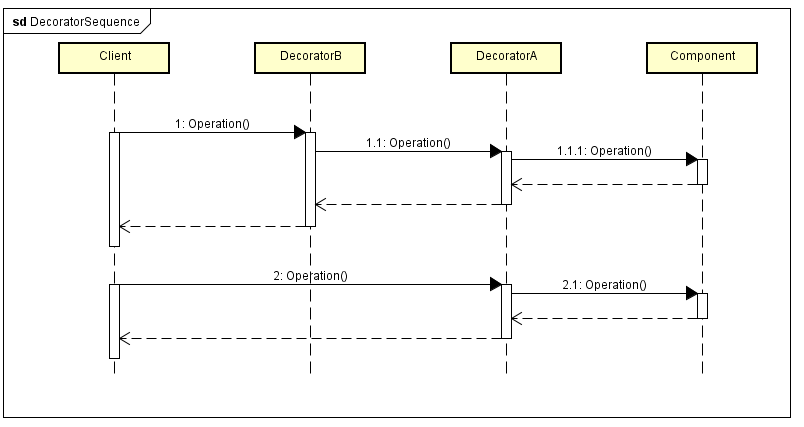 sd DecoratorSequence
Client
DecoratorB
DecoratorA
Component
1: Operation()
1.1: Operation()
1.1.1: Operation()
2: Operation()
2.1: Operation()